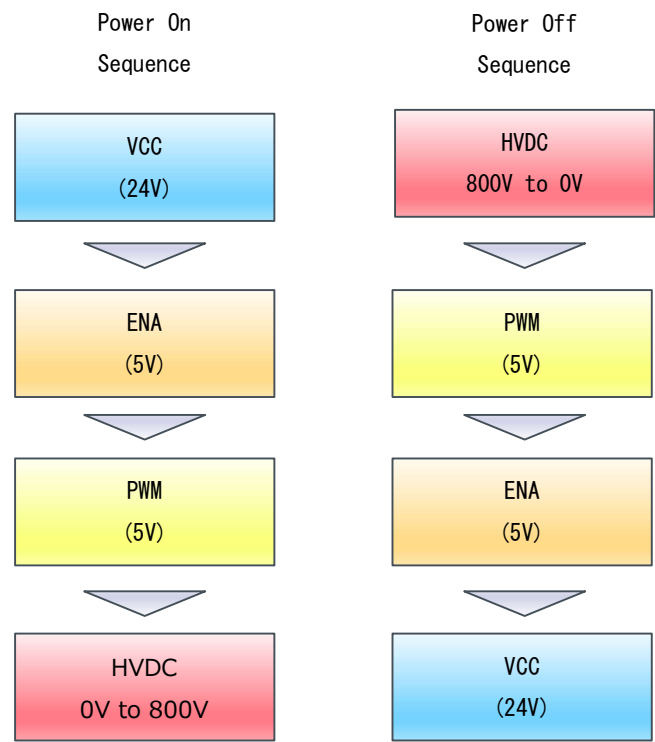 Power On
Sequence
VCC
(24V)
ENA
(5V)
PWM
(5V)
HVDC
0V to 800V
Power Off
Sequence
HVDC
800V to 0V
PWM
(5V)
ENA
(5V)
VCC
(24V)